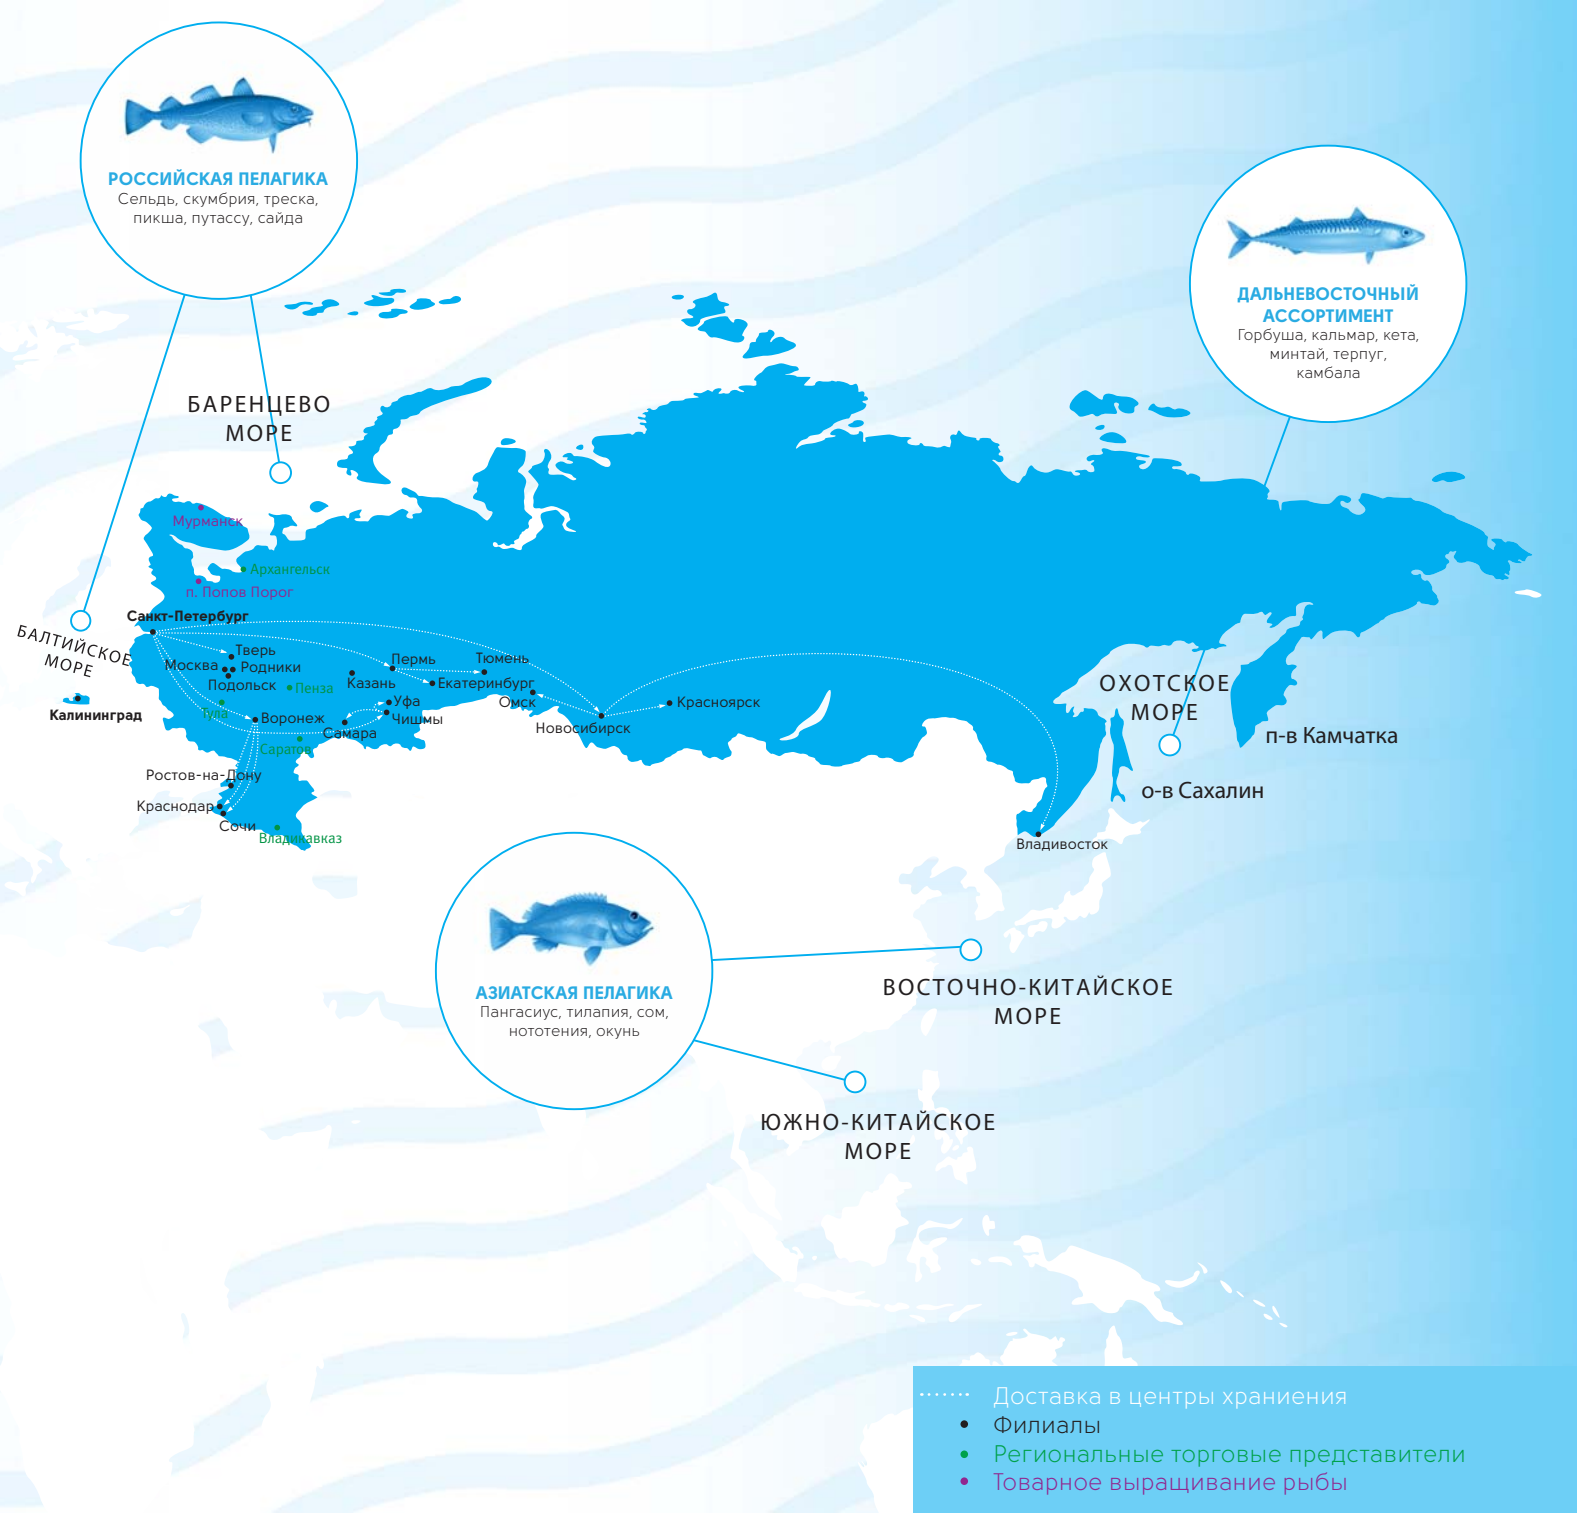 РОССИЙСКАЯ ПЕЛАГИКА
Сельдь, скумбрия, треска,
пикша, путассу, сайда
ДАЛЬНЕВОСТОЧНЫЙ
АССОРТИМЕНТ
Горбуша, кальмар, кета,
минтай, терпуг,
камбала
БАРЕНЦЕВО
МОРЕ
Мурманск
Архангельск
п. Попов Порог
Санкт-Петербург
БАЛТИЙСКОЕ
МОРЕ
Тверь
Москва
Родники
Подольск
Пенза
Казань
Пермь
Тюмень
Екатеринбург
Уфа
Омск
Чишмы
Красноярск
Калининград
Тула
Воронеж
Самара
Новосибирск
Саратов
Ростов-на-Дону
Краснодар
Сочи
Владикавказ
Владивосток
ОХОТСКОЕ
МОРЕ
п-в Камчатка
о-в Сахалин
АЗИАТСКАЯ ПЕЛАГИКА
Пангасиус, тилапия, сом,
нототения, окунь
ВОСТОЧНО-КИТАЙСКОЕ
МОРЕ
ЮЖНО-КИТАЙСКОЕ
МОРЕ
Доставка в центры храниения
Филиалы
Региональные торговые представители
Товарное выращивание рыбы